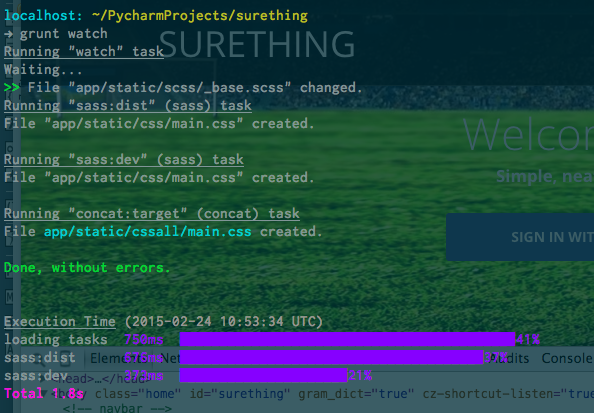 localhost: ~/PycharmProjects/surething
→ grunt watch
SURETHING
Running "watch" task
Waiting...
>> File "app/static/scss/_base.scss" changed.
Running "sass:dist" (sass) task
File "app/static/css/main.css" created.
Welcom
Running "sass:dev" (sass) task
File "app/static/css/main.css" created.
Simple, nea
Running "concat:target" (concat) task
File app/static/cssall/main.css created.
SIGN IN WIT
Done, without errors.
Execution Time (2015-02-24 10:53:34 UTC)
loading tasks 750ms 41%
sass:dist
Elements Net Audits Console
sass:dev 21%
<head>…</head>
Total 1.8s
<body class="home" id="surething" gram_dict="true" cz-shortcut-listen="true
<!-- navbar -->